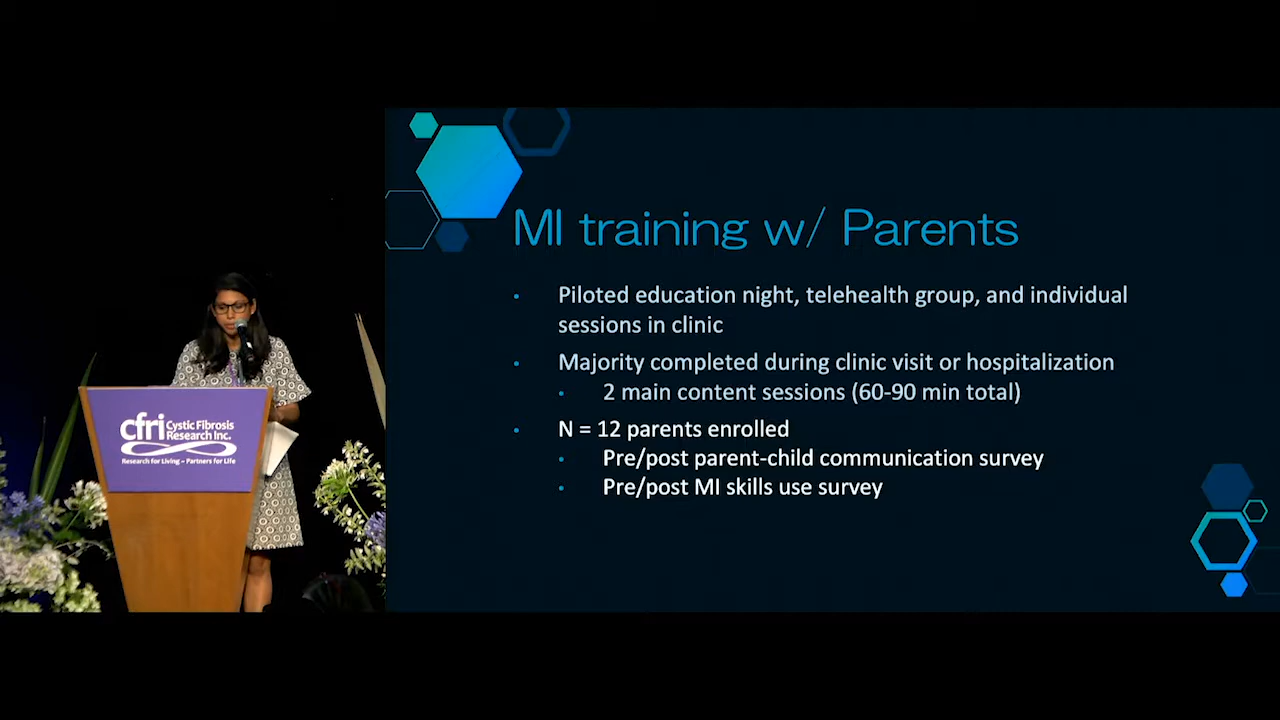 MI training w/ Parents
• Piloted education night, telehealth group, and individual
sessions in clinic
• Majority completed during clinic visit or hospitalization
• 2 main content sessions (60-90 min total)
• N = 12 parents enrolled
• Pre/post parent-child communication survey
• Pre/post MI skills use survey
cfri Cystic Fibrosis
Research Inc.
Research for Living ~ Partners for Life